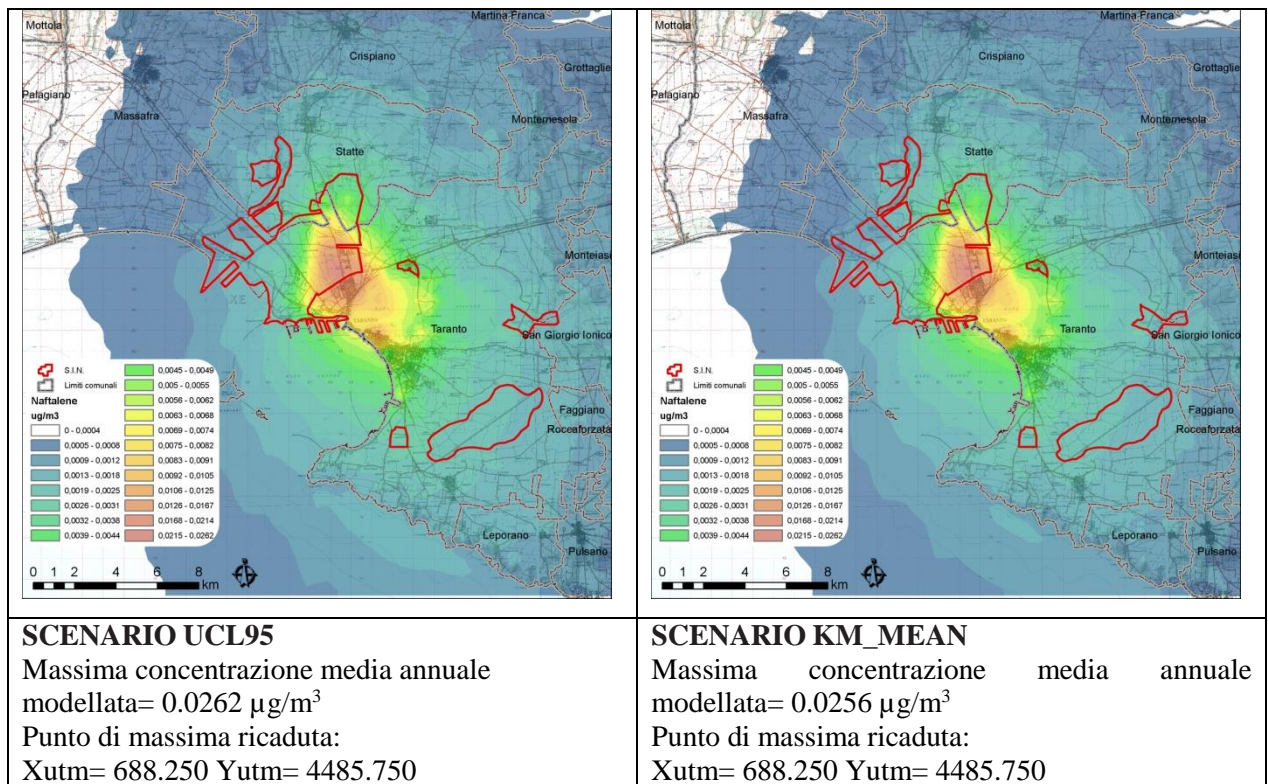 Mottola
Martina Franca
Crispiano
Grottaglie
Palagiano
Massafra
Montemesola
Statte
Monteiasi
XE
TARANTO
Taranto
San Giorgio Ionico
Faggiano
Roccaforzata
Leporano
Pulsano
S.I.N.
Limiti comunali
Naftalene
ug/m3
0 - 0,0004
0,0005 - 0,0008
0,0009 - 0,0012
0,0013 - 0,0018
0,0019 - 0,0025
0,0026 - 0,0031
0,0032 - 0,0038
0,0039 - 0,0044
0,0045 - 0,0049
0,005 - 0,0055
0,0056 - 0,0062
0,0063 - 0,0068
0,0069 - 0,0074
0,0075 - 0,0082
0,0083 - 0,0091
0,0092 - 0,0105
0,0106 - 0,0125
0,0126 - 0,0167
0,0168 - 0,0214
0,0215 - 0,0262
0 1 2 4 6 8
km
Mottola
Martina Franca
Crispiano
Grottaglie
Palagiano
Massafra
Montemesola
Statte
Monteiasi
XE
TARANTO
Taranto
San Giorgio Ionico
Faggiano
Roccaforzata
Leporano
Pulsano
S.I.N.
Limiti comunali
Naftalene
ug/m3
0 - 0,0004
0,0005 - 0,0008
0,0009 - 0,0012
0,0013 - 0,0018
0,0019 - 0,0025
0,0026 - 0,0031
0,0032 - 0,0038
0,0039 - 0,0044
0,0045 - 0,0049
0,005 - 0,0055
0,0056 - 0,0062
0,0063 - 0,0068
0,0069 - 0,0074
0,0075 - 0,0082
0,0083 - 0,0091
0,0092 - 0,0105
0,0106 - 0,0125
0,0126 - 0,0167
0,0168 - 0,0214
0,0215 - 0,0262
0 1 2 4 6 8
km
SCENARIO UCL95
Massima concentrazione media annuale
modellata= 0.0262 µg/m³
Punto di massima ricaduta:
Xutm= 688.250 Yutm= 4485.750
SCENARIO KM_MEAN
Massima concentrazione media annuale
modellata= 0.0256 µg/m³
Punto di massima ricaduta:
Xutm= 688.250 Yutm= 4485.750